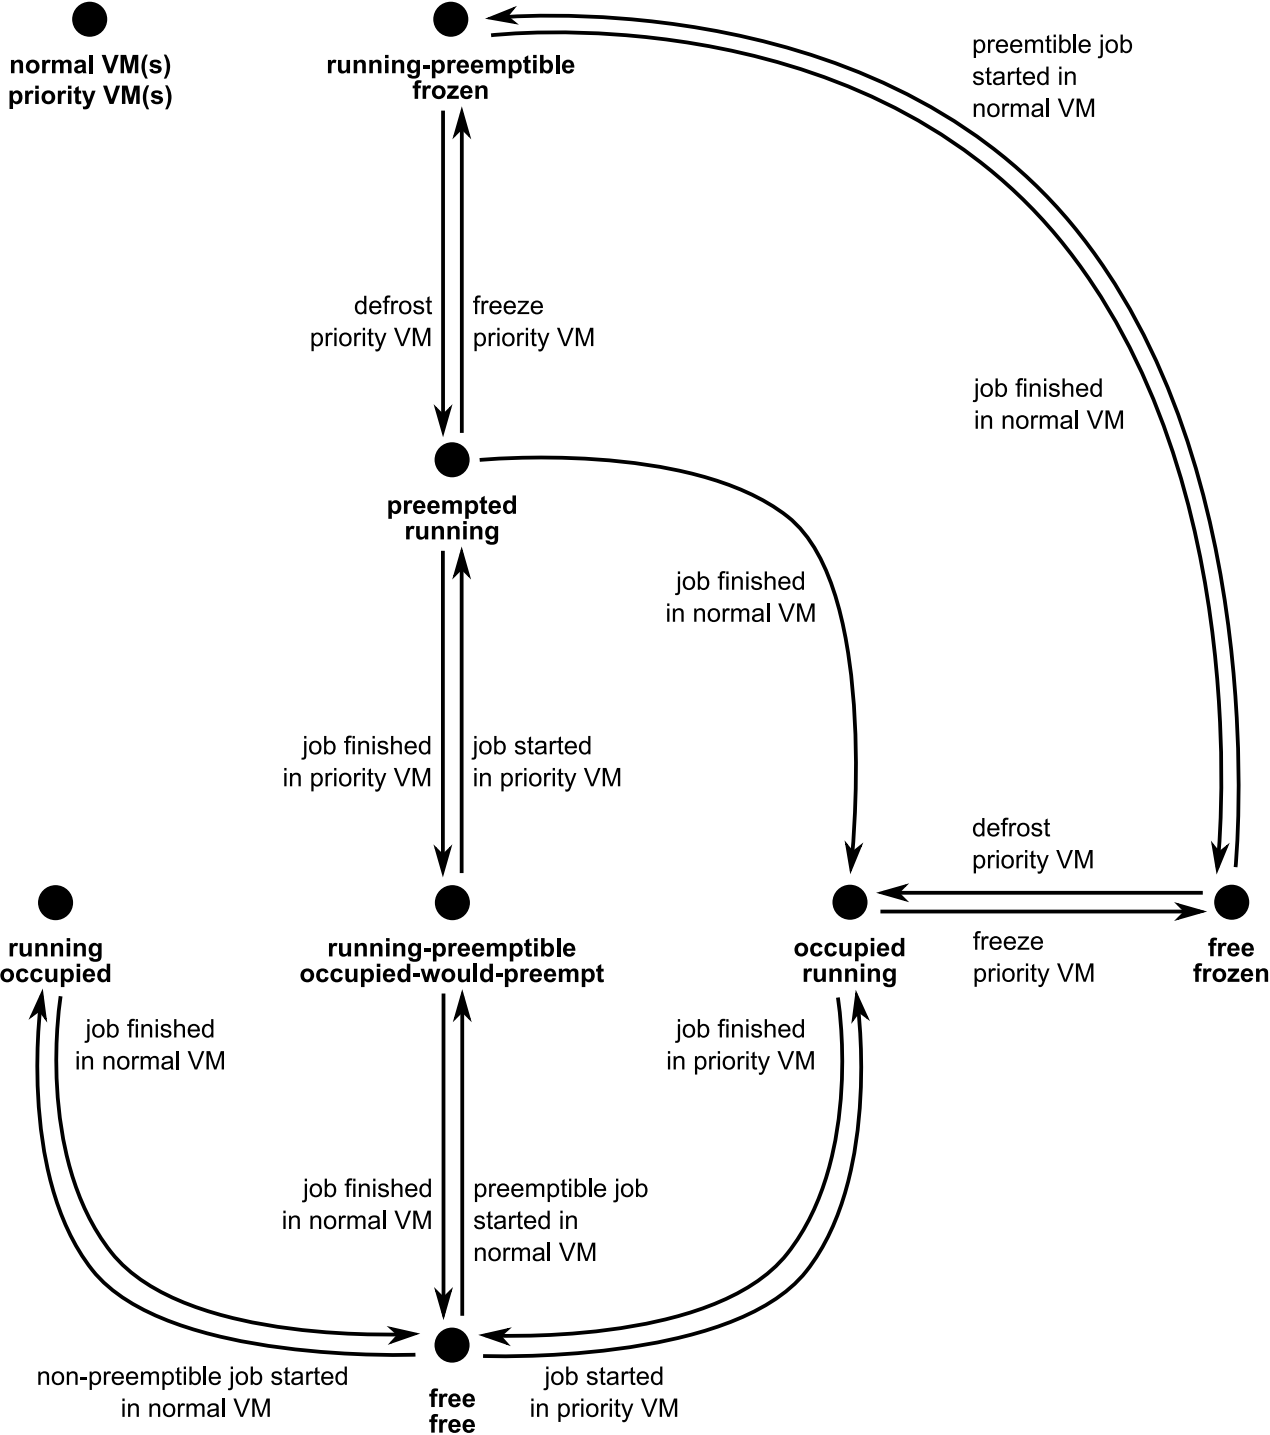 normal VM(s)
priority VM(s)
running-preemptible
frozen
preemtible job
started in
normal VM
defrost
priority VM
freeze
priority VM
job finished
in normal VM
preempted
running
job finished
in normal VM
job finished
in priority VM
job started
in priority VM
defrost
priority VM
running
occupied
running-preemptible
occupied-would-preempt
occupied
running
freeze
priority VM
free
frozen
job finished
in normal VM
job finished
in priority VM
job finished
in normal VM
preemptible job
started in
normal VM
non-preemptible job started
in normal VM
free
free
job started
in priority VM